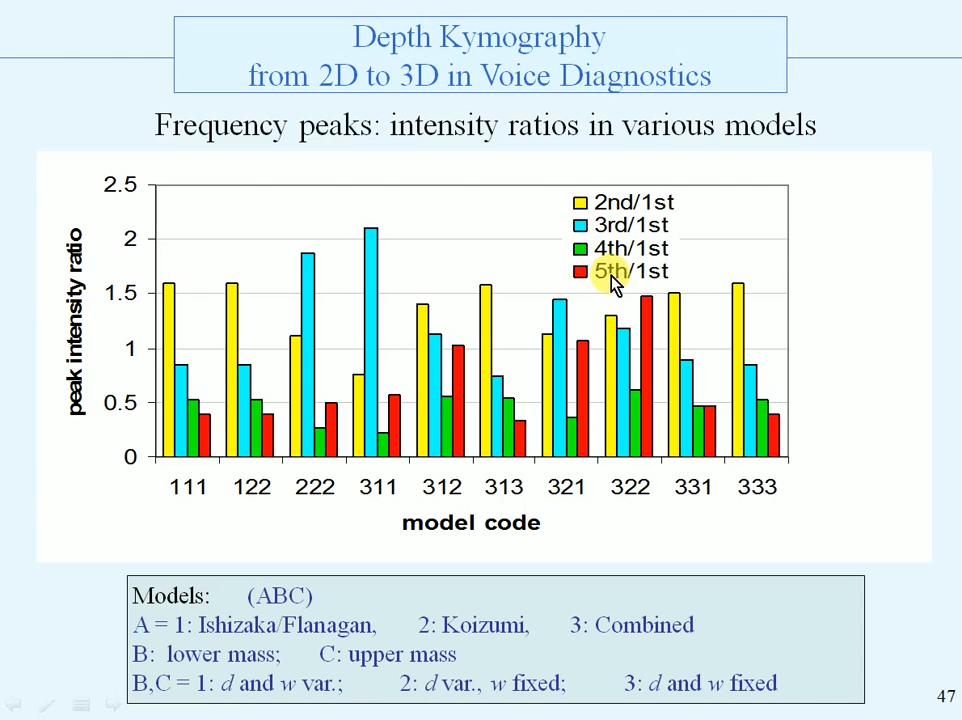 Depth Kymography
from 2D to 3D in Voice Diagnostics
Frequency peaks: intensity ratios in various models
2.5
2
1.5
1
0.5
0
peak intensity ratio
2nd/1st
3rd/1st
4th/1st
5th/1st
111 122 222 311 312 313 321 322 331 333
model code
Models: (ABC)
A = 1: Ishizaka/Flanagan, 2: Koizumi, 3: Combined
B: lower mass; C: upper mass
B,C = 1: d and w var.; 2: d var., w fixed; 3: d and w fixed
47